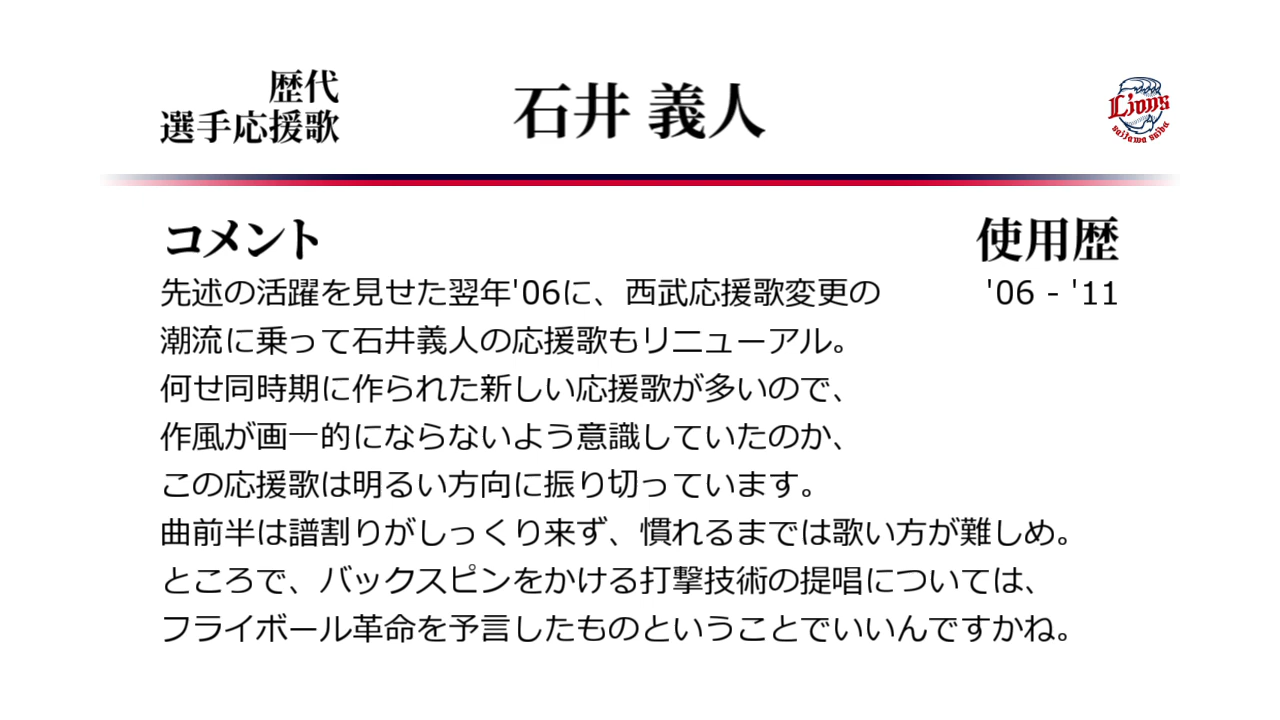 歴代
選手応援歌
石井 義人
Lions
saitama seibu
コメント
使用歴
先述の活躍を見せた翌年'06に、西武応援歌変更の
'06 - '11
潮流に乗って石井義人の応援歌もリニューアル。
何せ同時期に作られた新しい応援歌が多いので、
作風が画一的にならないよう意識していたのか、
この応援歌は明るい方向に振り切っています。
曲前半は譜割りがしっくり来ず、慣れるまでは歌い方が難しめ。
ところで、バックスピンをかける打撃技術の提唱については、
フライボール革命を予言したものということでいいんですかね。